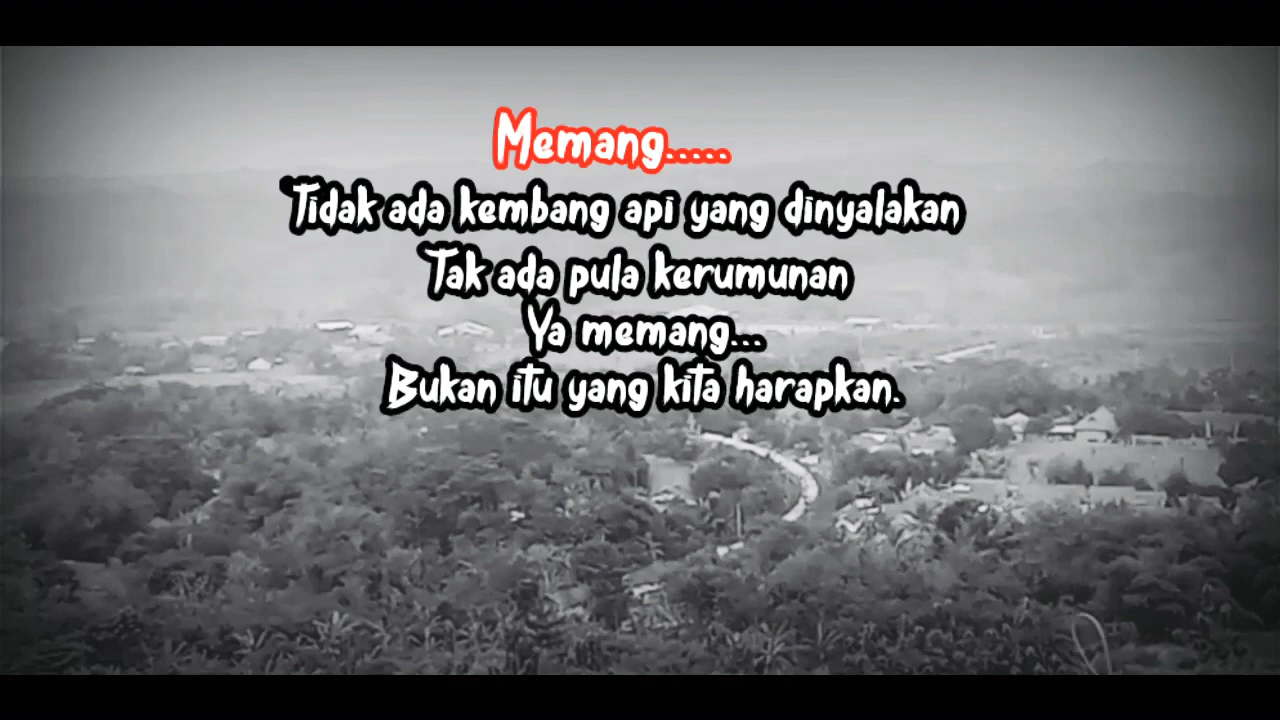 Memang.....
Tidak ada kembang api yang dinyalakan
Tak ada pula kerumunan
Ya memang...
Bukan itu yang kita harapkan.